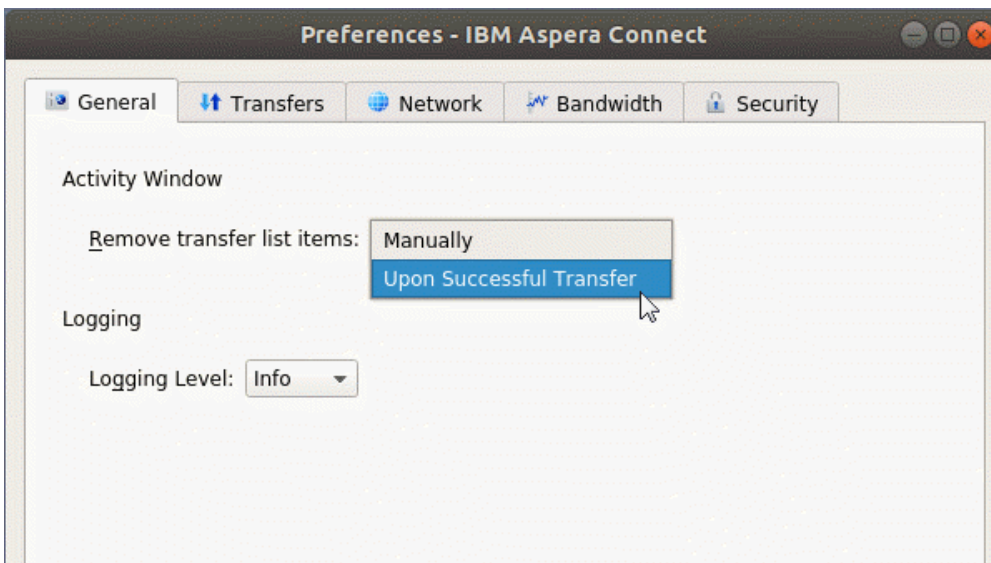 Preferences - IBM Aspera Connect
General Transfers Network Bandwidth Security
Activity Window
Remove transfer list items: Manually
Upon Successful Transfer
Logging
Logging Level: Info